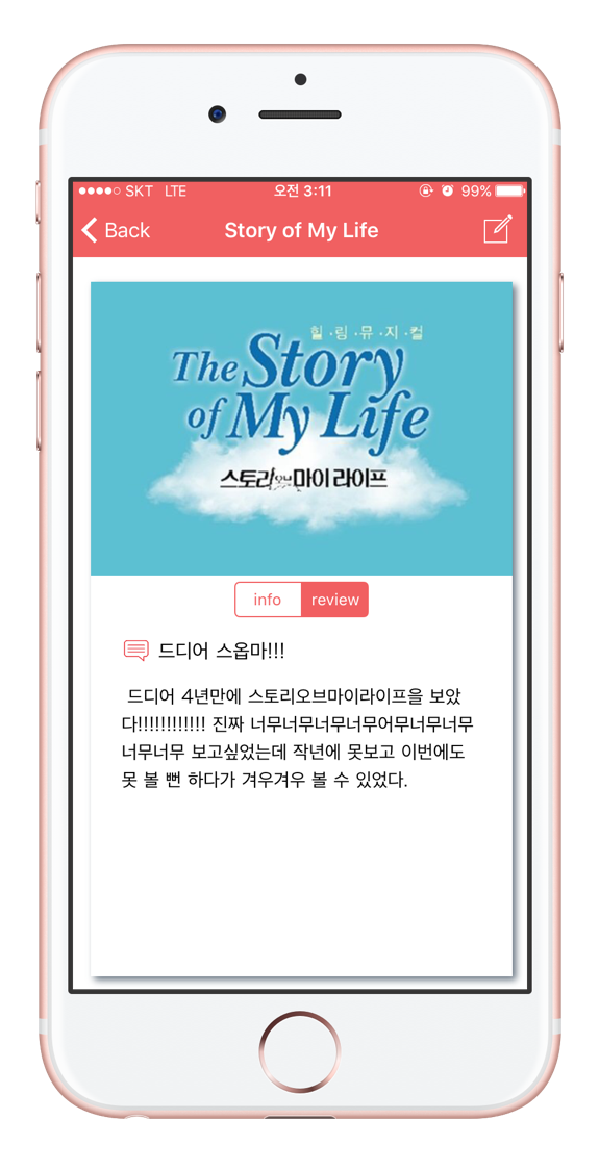 SKT LTE 오전 3:11 99%
Back Story of My Life
힐·링·뮤·지·컬
The Story
of My Life
스토리오브마이 라이프
info review
드디어 스옵마!!!
드디어 4년만에 스토리오브마이라이프을 보았
다!!!!!!!!!!!! 진짜 너무너무너무너무어무너무너무
너무너무 보고싶었는데 작년에 못보고 이번에도
못 볼 뻔 하다가 겨우겨우 볼 수 있었다.